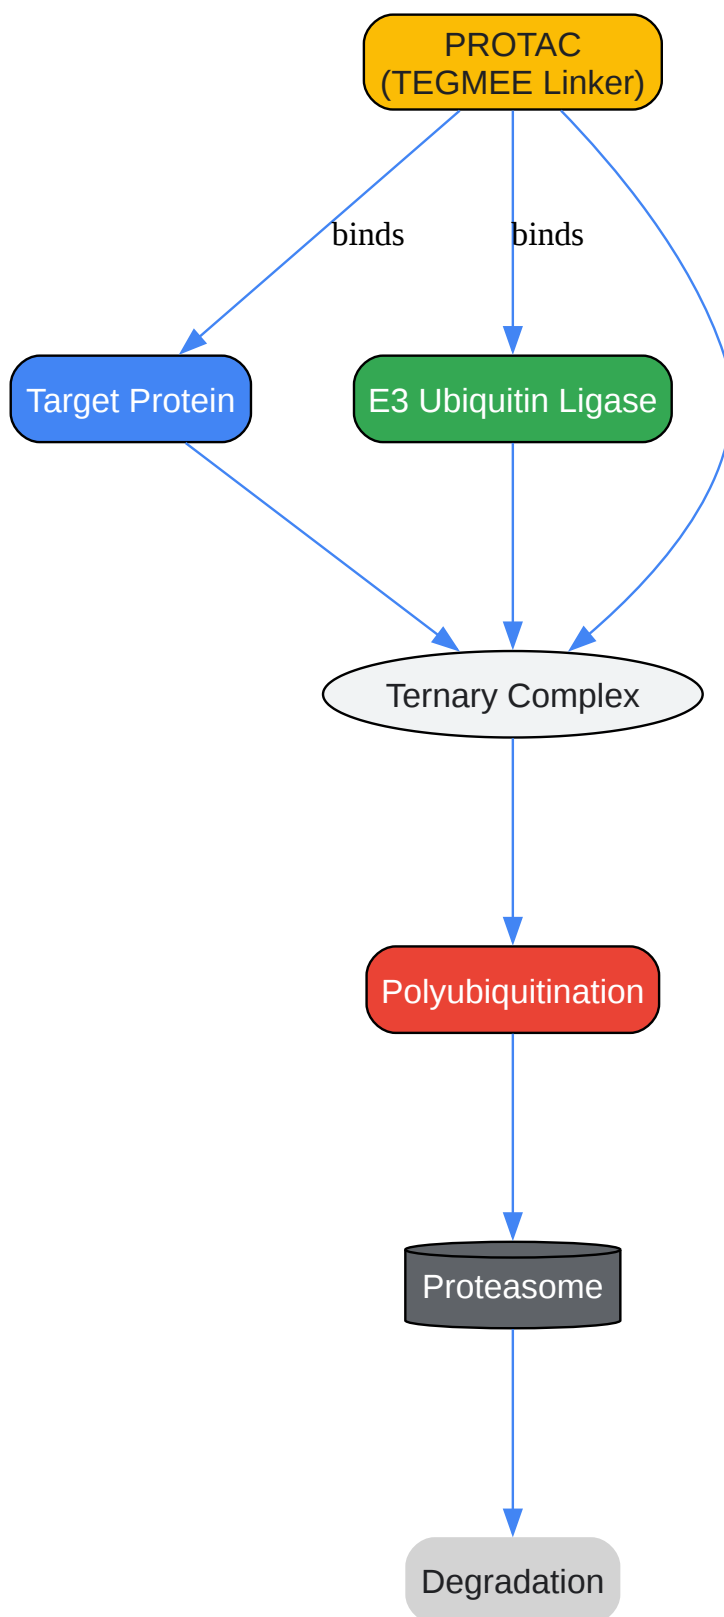 PROTAC
(TEGMEE Linker)
binds
binds
Target Protein
E3 Ubiquitin Ligase
Ternary Complex
Polyubiquitination
Proteasome
Degradation